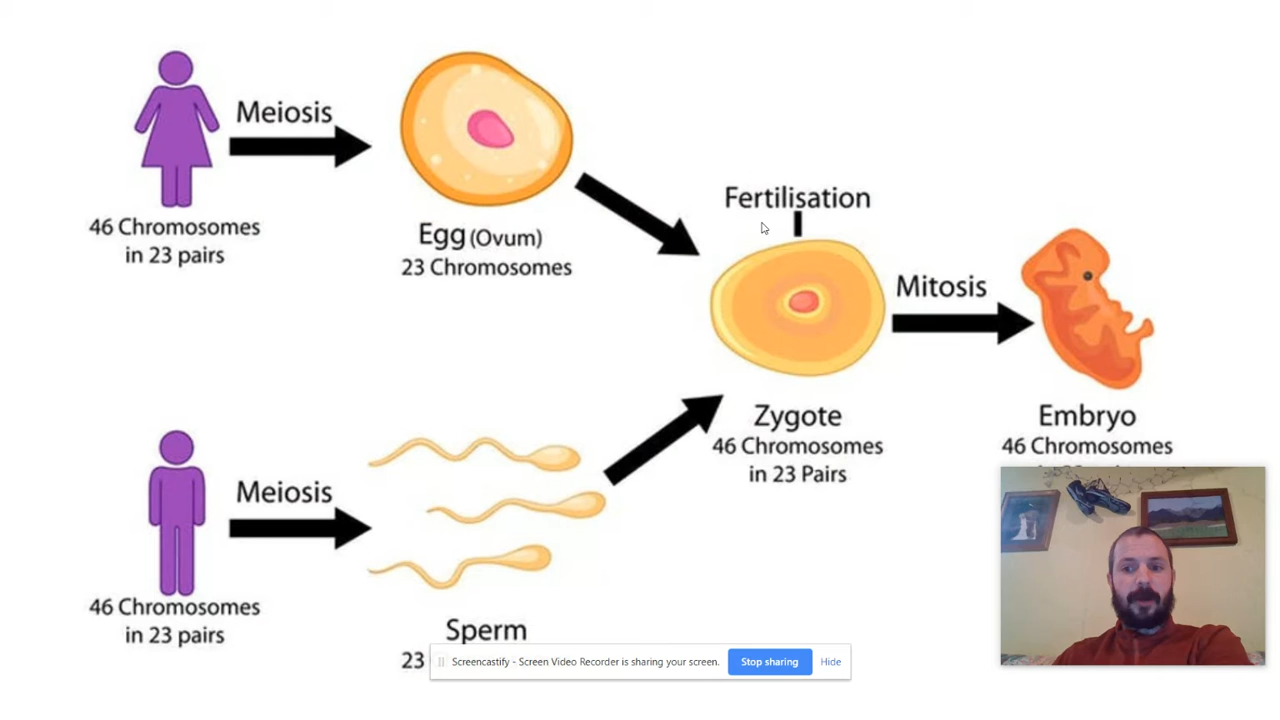 Meiosis
46 Chromosomes
in 23 pairs
Egg (Ovum)
23 Chromosomes
Fertilisation
Zygote
46 Chromosomes
in 23 Pairs
Mitosis
Embryo
46 Chromosomes
Meiosis
46 Chromosomes
in 23 pairs
Sperm
23
Screencastify - Screen Video Recorder is sharing your screen.
Stop sharing
Hide